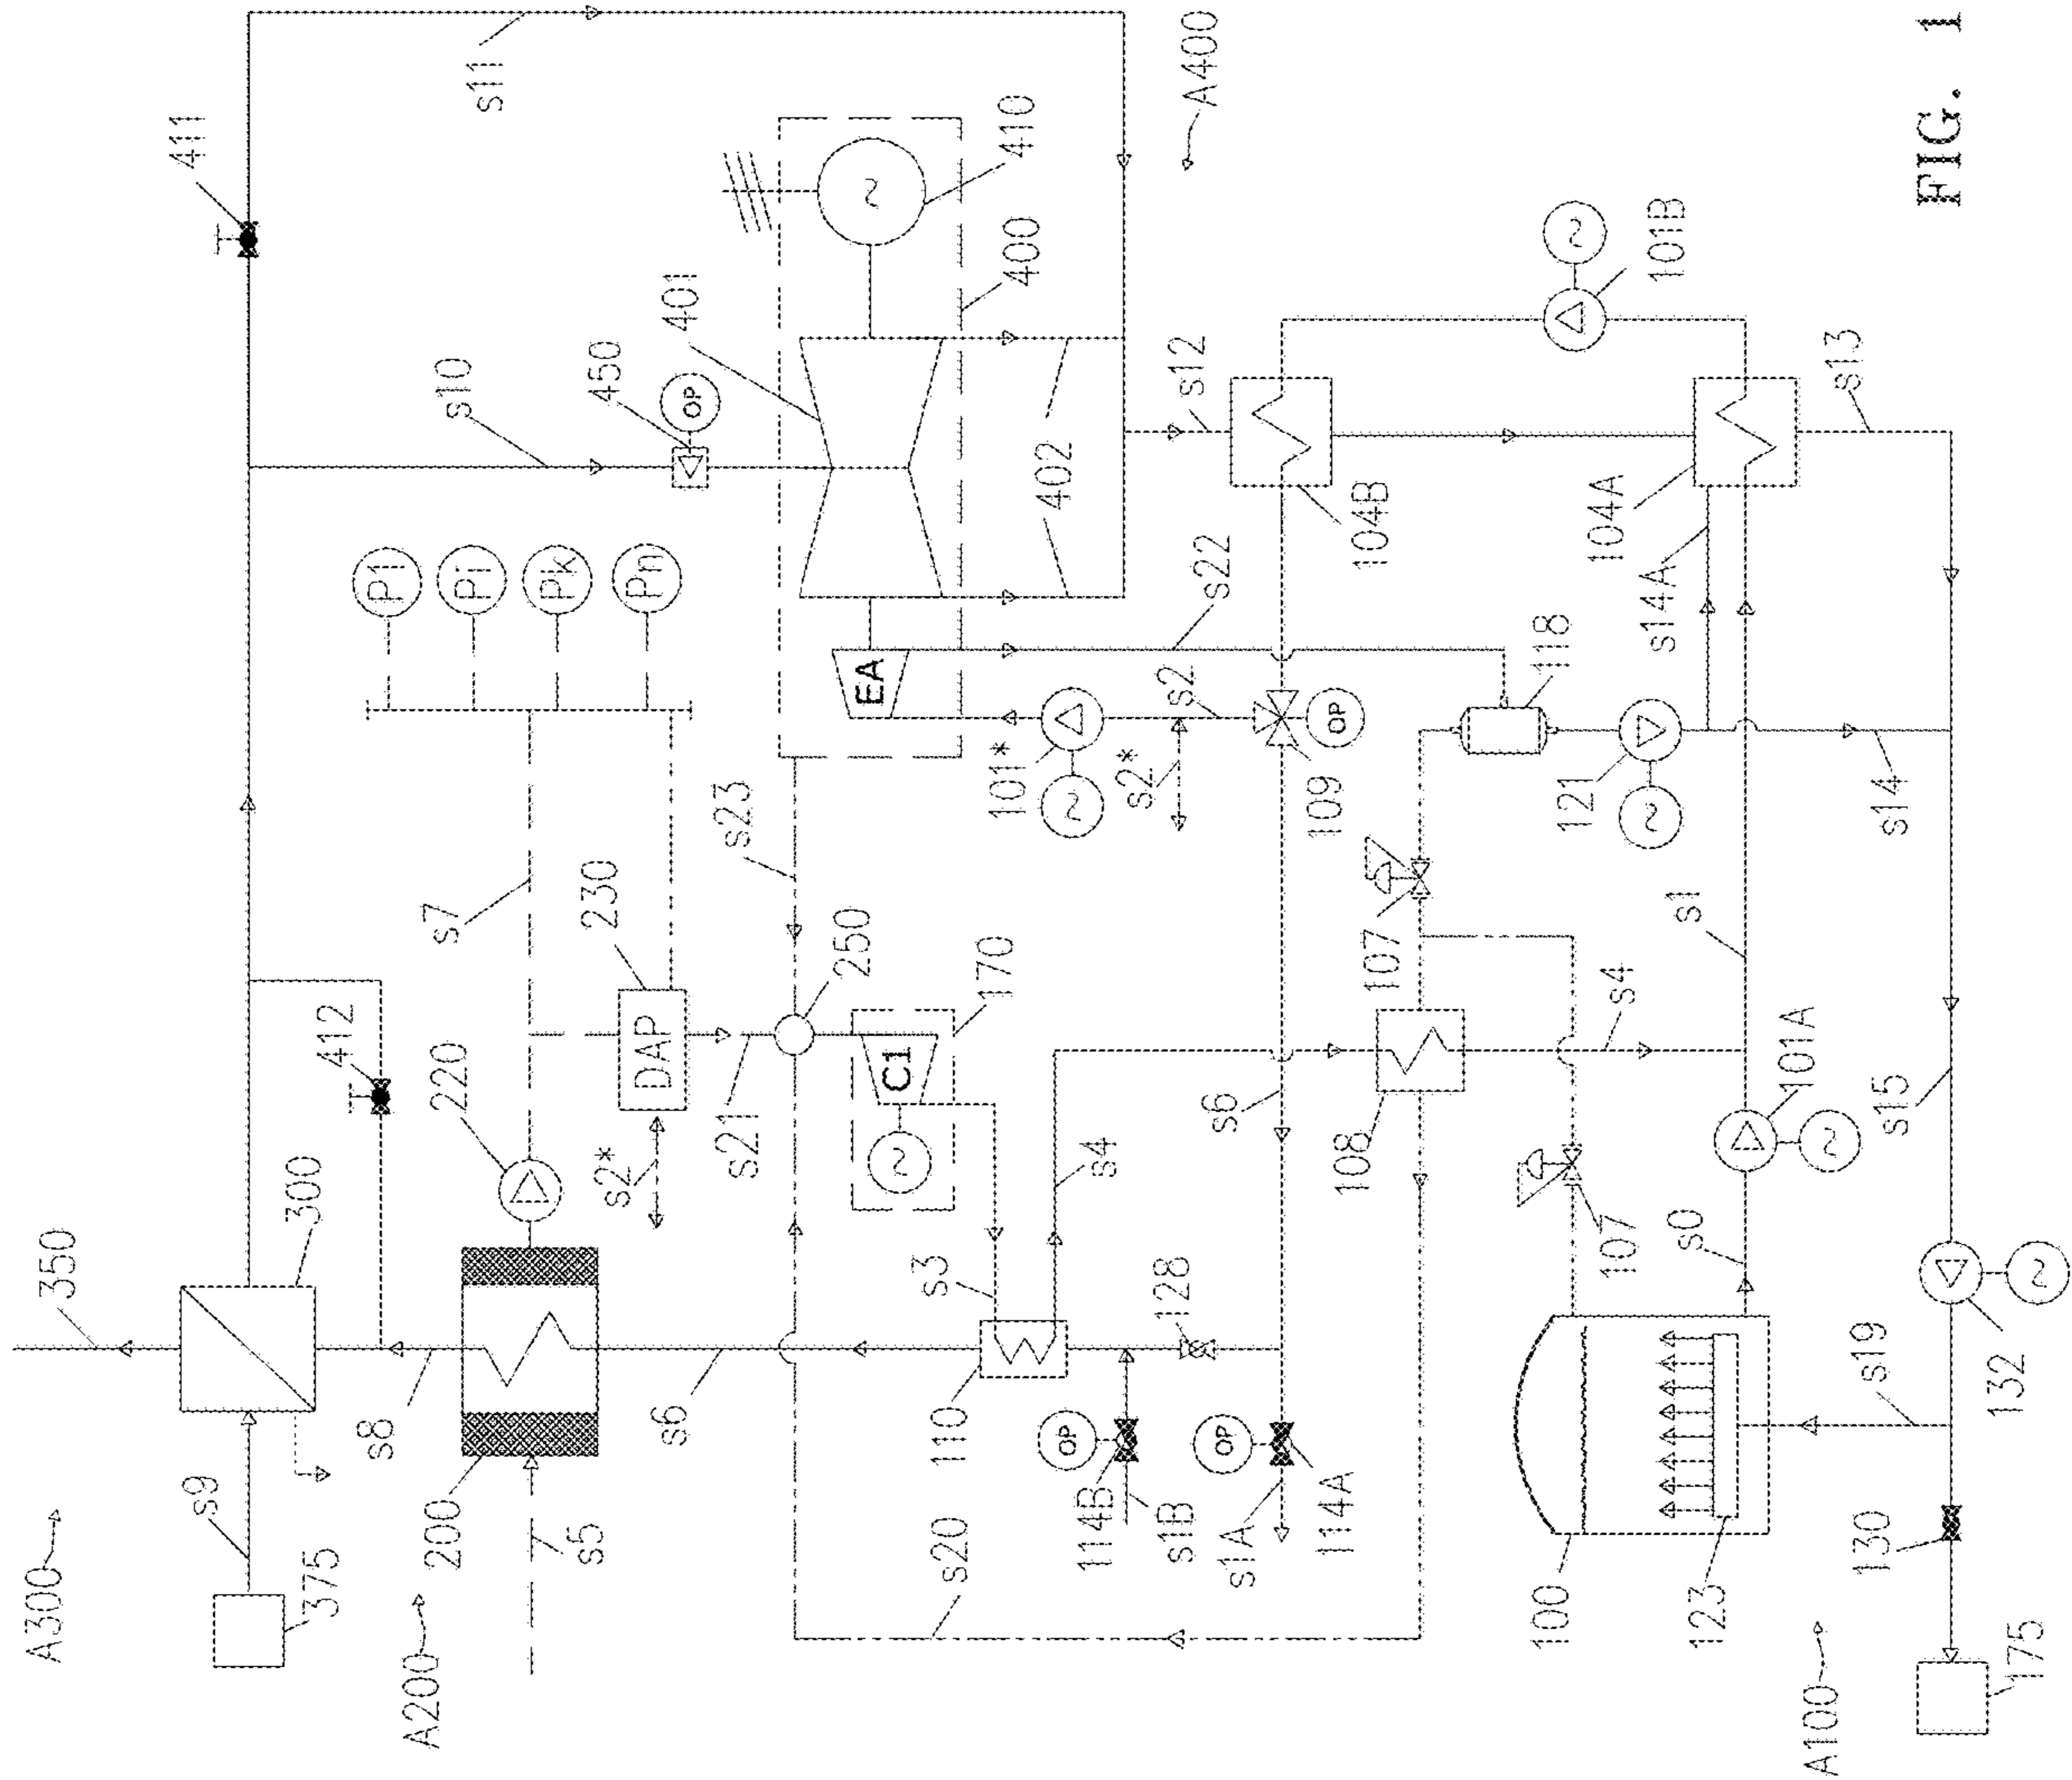 A300
s9
375
350
300
412
411
s11
A200
s8
200
s5
220
s2*
230
DAP
s7
s10
P1
Pi
Pk
Pn
450
OP
401
410
400
402
A400
s6
s20
s21
250
C1
170
s3
s4
110
s23
EA
101*
s2*
s2
s22
s12
104B
OP
109
128
OP
114B
s1B
OP
s1A
114A
s6
108
107
118
121
s14A
104A
101B
s13
s14
s4
s1
107
s0
101A
100
123
s19
s15
132
130
175
A100
FIG. 1